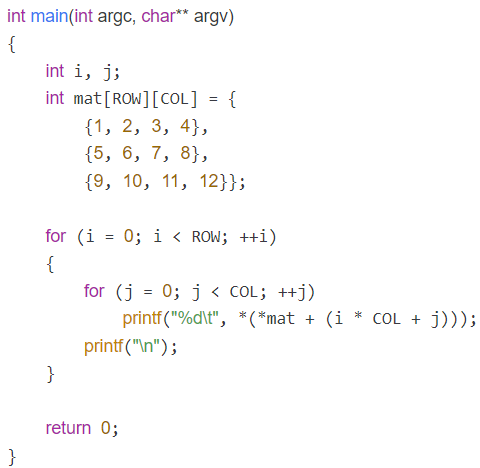 int main(int argc, char** argv)
{
    int i, j;
    int mat[ROW][COL] = {
        {1, 2, 3, 4},
        {5, 6, 7, 8},
        {9, 10, 11, 12}};

    for (i = 0; i < ROW; ++i)
    {
        for (j = 0; j < COL; ++j)
            printf("%d\t", *(*mat + (i * COL + j)));
        printf("\n");
    }

    return 0;
}